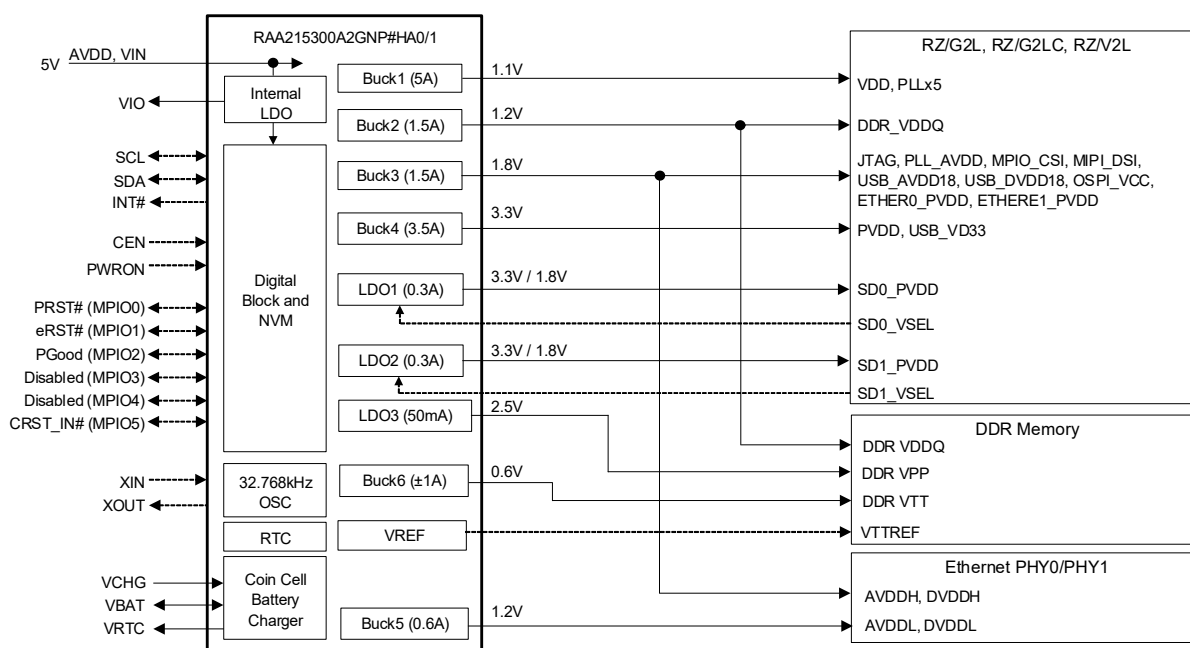 RAA215300A2GNP#HA0/1
5V
AVDD, VIN
Internal
LDO
VIO
SCL
SDA
INT#
CEN
PWRON
PRST# (MPIO0)
eRST# (MPIO1)
PGood (MPIO2)
Disabled (MPIO3)
Disabled (MPIO4)
CRST_IN# (MPIO5)
XIN
XOUT
VCHG
VBAT
VRTC
Digital
Block and
NVM
32.768kHz
OSC
RTC
Coin Cell
Battery
Charger
Buck1 (5A)
1.1V
Buck2 (1.5A)
1.2V
Buck3 (1.5A)
1.8V
Buck4 (3.5A)
3.3V
LDO1 (0.3A)
3.3V / 1.8V
LDO2 (0.3A)
3.3V / 1.8V
LDO3 (50mA)
2.5V
Buck6 (±1A)
0.6V
VREF
Buck5 (0.6A)
1.2V
RZ/G2L, RZ/G2LC, RZ/V2L
VDD, PLLx5
DDR_VDDQ
JTAG, PLL_AVDD, MPIO_CSI, MIPI_DSI,
USB_AVDD18, USB_DVDD18, OSPI_VCC,
ETHER0_PVDD, ETHERE1_PVDD
PVDD, USB_VD33
SD0_PVDD
SD0_VSEL
SD1_PVDD
SD1_VSEL
DDR Memory
DDR VDDQ
DDR VPP
DDR VTT
VTTREF
Ethernet PHY0/PHY1
AVDDH, DVDDH
AVDDL, DVDDL